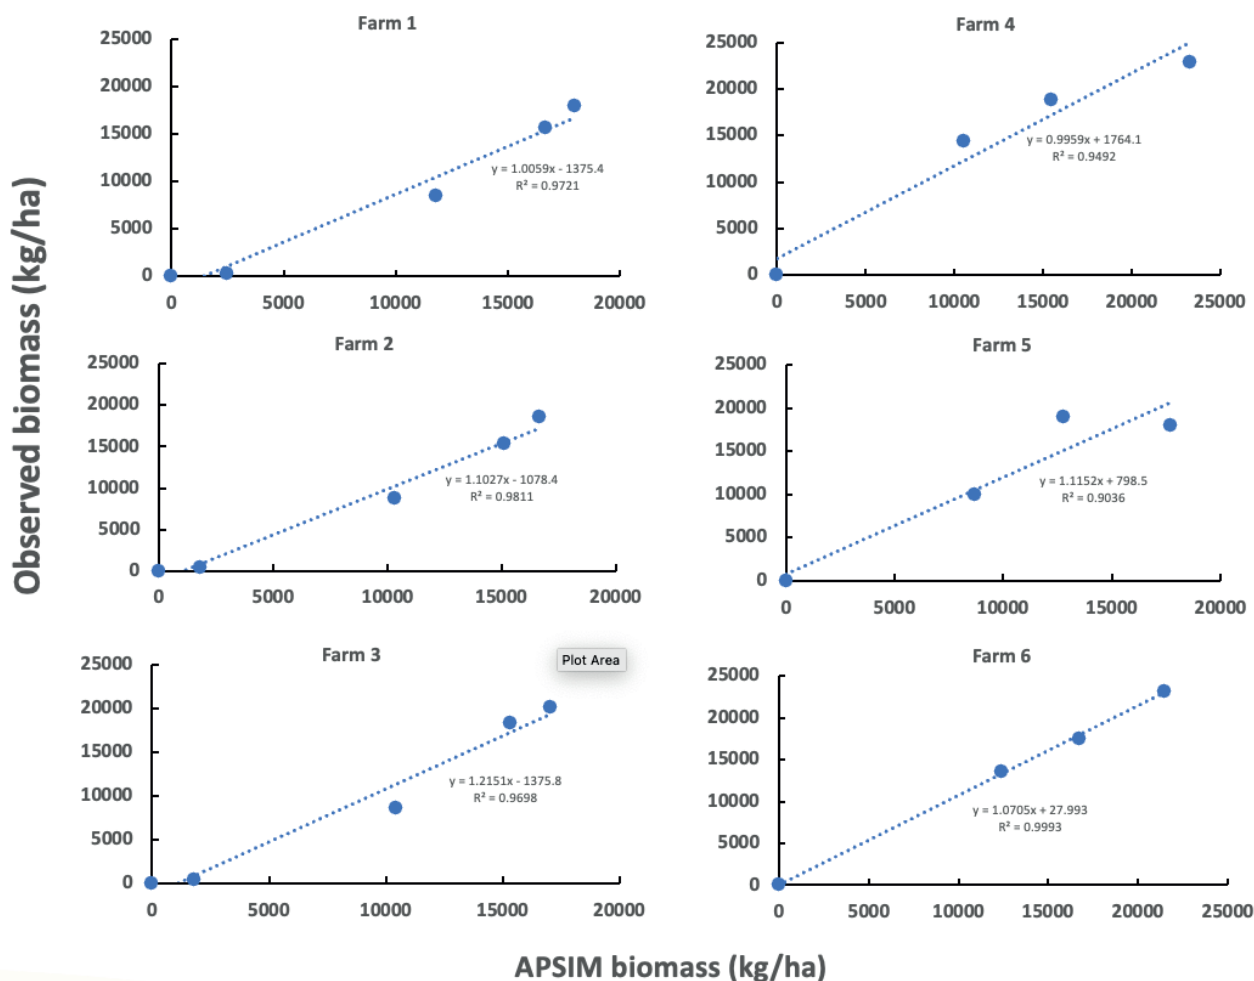 Observed biomass (kg/ha)
Farm 1
25000
20000
15000
10000
5000
0
y = 1.0059x - 1375.4
R² = 0.9721
0 5000 10000 15000 20000
Farm 4
25000
20000
15000
10000
5000
0
y = 0.9959x + 1764.1
R² = 0.9492
0 5000 10000 15000 20000 25000
Farm 2
25000
20000
15000
10000
5000
0
y = 1.1027x - 1078.4
R² = 0.9811
0 5000 10000 15000 20000
Farm 5
25000
20000
15000
10000
5000
0
y = 1.1152x + 798.5
R² = 0.9036
0 5000 10000 15000 20000
Farm 3
Plot Area
25000
20000
15000
10000
5000
0
y = 1.2151x - 1375.8
R² = 0.9698
0 5000 10000 15000 20000
Farm 6
25000
20000
15000
10000
5000
0
y = 1.0705x + 27.993
R² = 0.9993
0 5000 10000 15000 20000 25000
APSIM biomass (kg/ha)